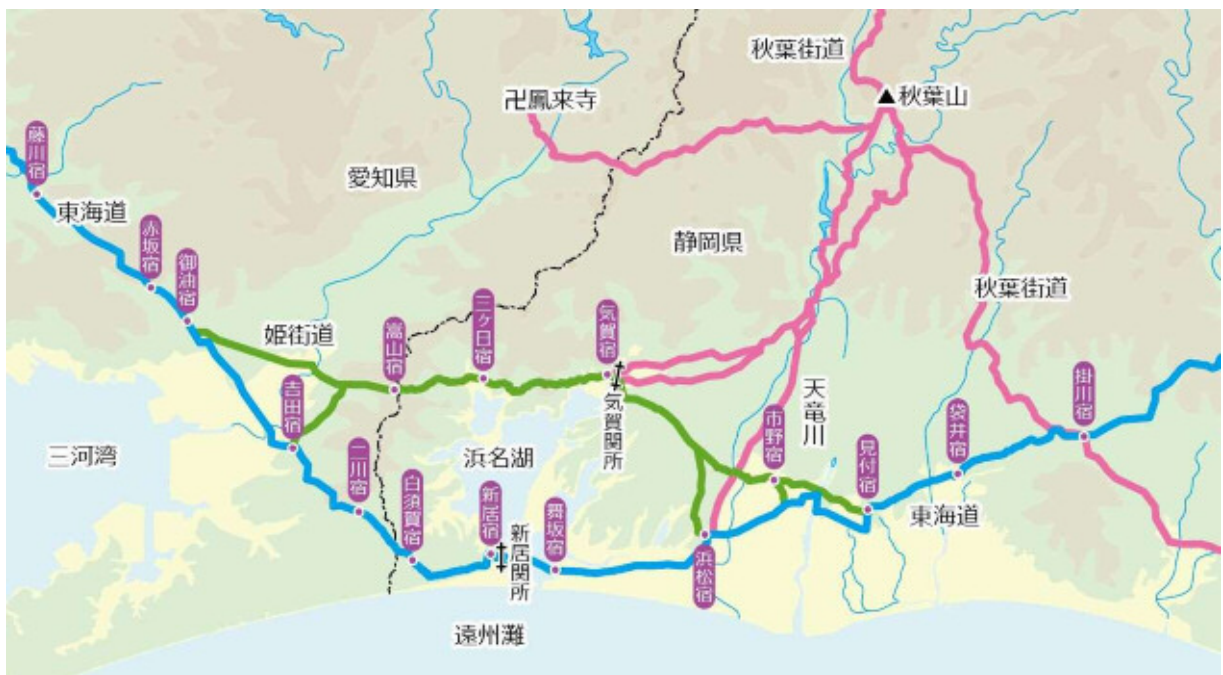 秋葉街道
卍鳳来寺
▲秋葉山
藤川宿
愛知県
東海道
赤坂宿
御油宿
静岡県
秋葉街道
姫街道
嵩山宿
三ヶ日宿
気賀宿
気賀関所
天竜川
掛川宿
吉田宿
市野宿
袋井宿
三河湾
二川宿
浜名湖
見付宿
白須賀宿
新居宿
新居関所
舞坂宿
浜松宿
東海道
遠州灘